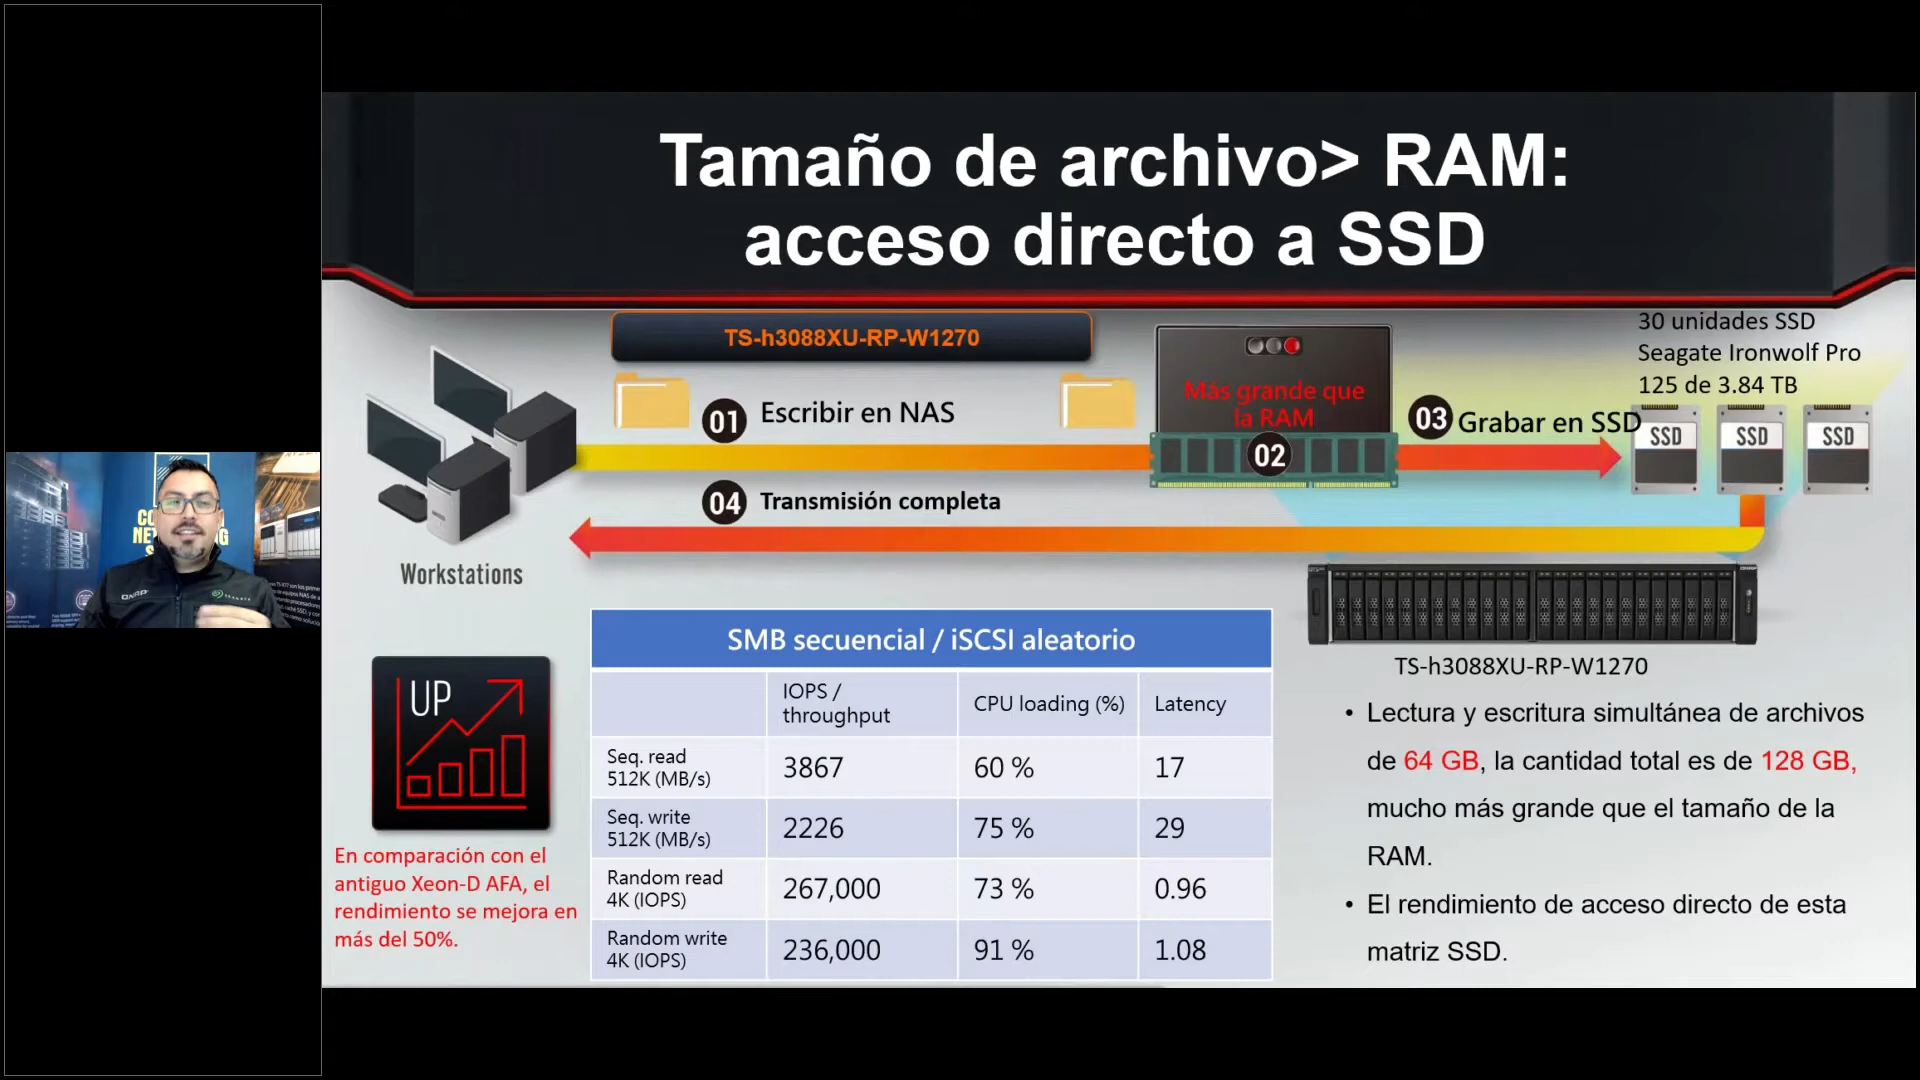 Tamaño de archivo> RAM:
acceso directo a SSD
TS-h3088XU-RP-W1270
30 unidades SSD
Seagate Ironwolf Pro
125 de 3.84 TB
01 Escribir en NAS
Más grande que
la RAM
02
03 Grabar en SSD
SSD
SSD
SSD
04 Transmisión completa
Workstations
TS-h3088XU-RP-W1270
UP
En comparación con el
antiguo Xeon-D AFA, el
rendimiento se mejora en
más del 50%.
SMB secuencial / iSCSI aleatorio
IOPS /
throughput
CPU loading (%)
Latency
Seq. read
512K (MB/s)
3867
60 %
17
Seq. write
512K (MB/s)
2226
75 %
29
Random read
4K (IOPS)
267,000
73 %
0.96
Random write
4K (IOPS)
236,000
91 %
1.08
• Lectura y escritura simultánea de archivos
de 64 GB, la cantidad total es de 128 GB,
mucho más grande que el tamaño de la
RAM.
• El rendimiento de acceso directo de esta
matriz SSD.
QNAP